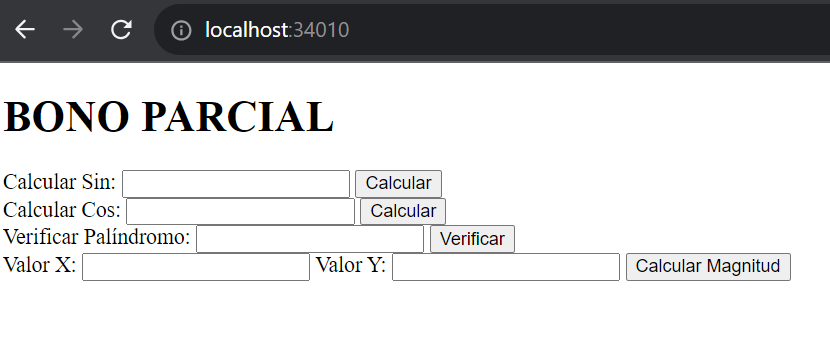 localhost:34010
BONO PARCIAL
Calcular Sin: Calcular
Calcular Cos: Calcular
Verificar Palíndromo: Verificar
Valor X: Valor Y: Calcular Magnitud